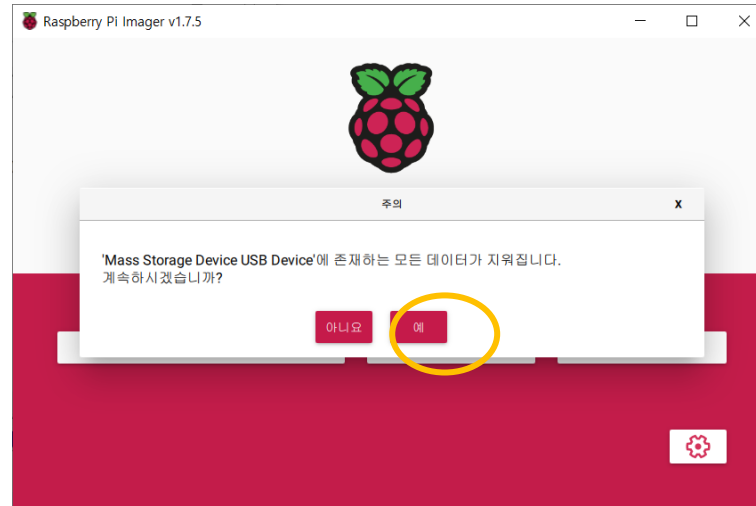 Raspberry Pi Imager v1.7.5
주의
X
'Mass Storage Device USB Device'에 존재하는 모든 데이터가 지워집니다.
계속하시겠습니까?
아니요 예